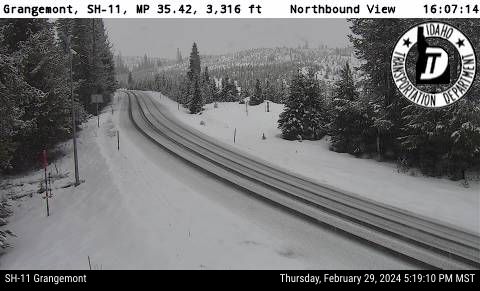 Grangemont, SH-11, MP 35.42, 3,316 ft Northbound View 16:07:14
IDAHO
TRANSPORTATION DEPARTMENT
SH-11 Grangemont Thursday, February 29, 2024 5:19:10 PM MST